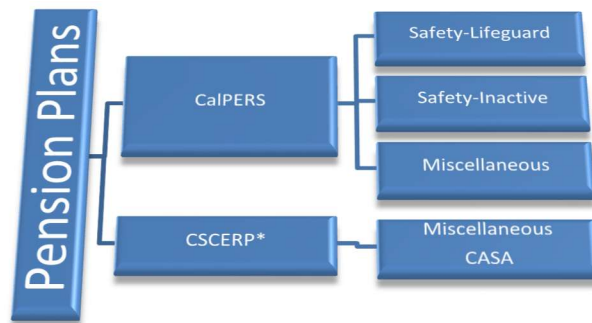 Pension Plans
CalPERS
Safety-Lifeguard
Safety-Inactive
Miscellaneous
CSCERP*
Miscellaneous
CASA